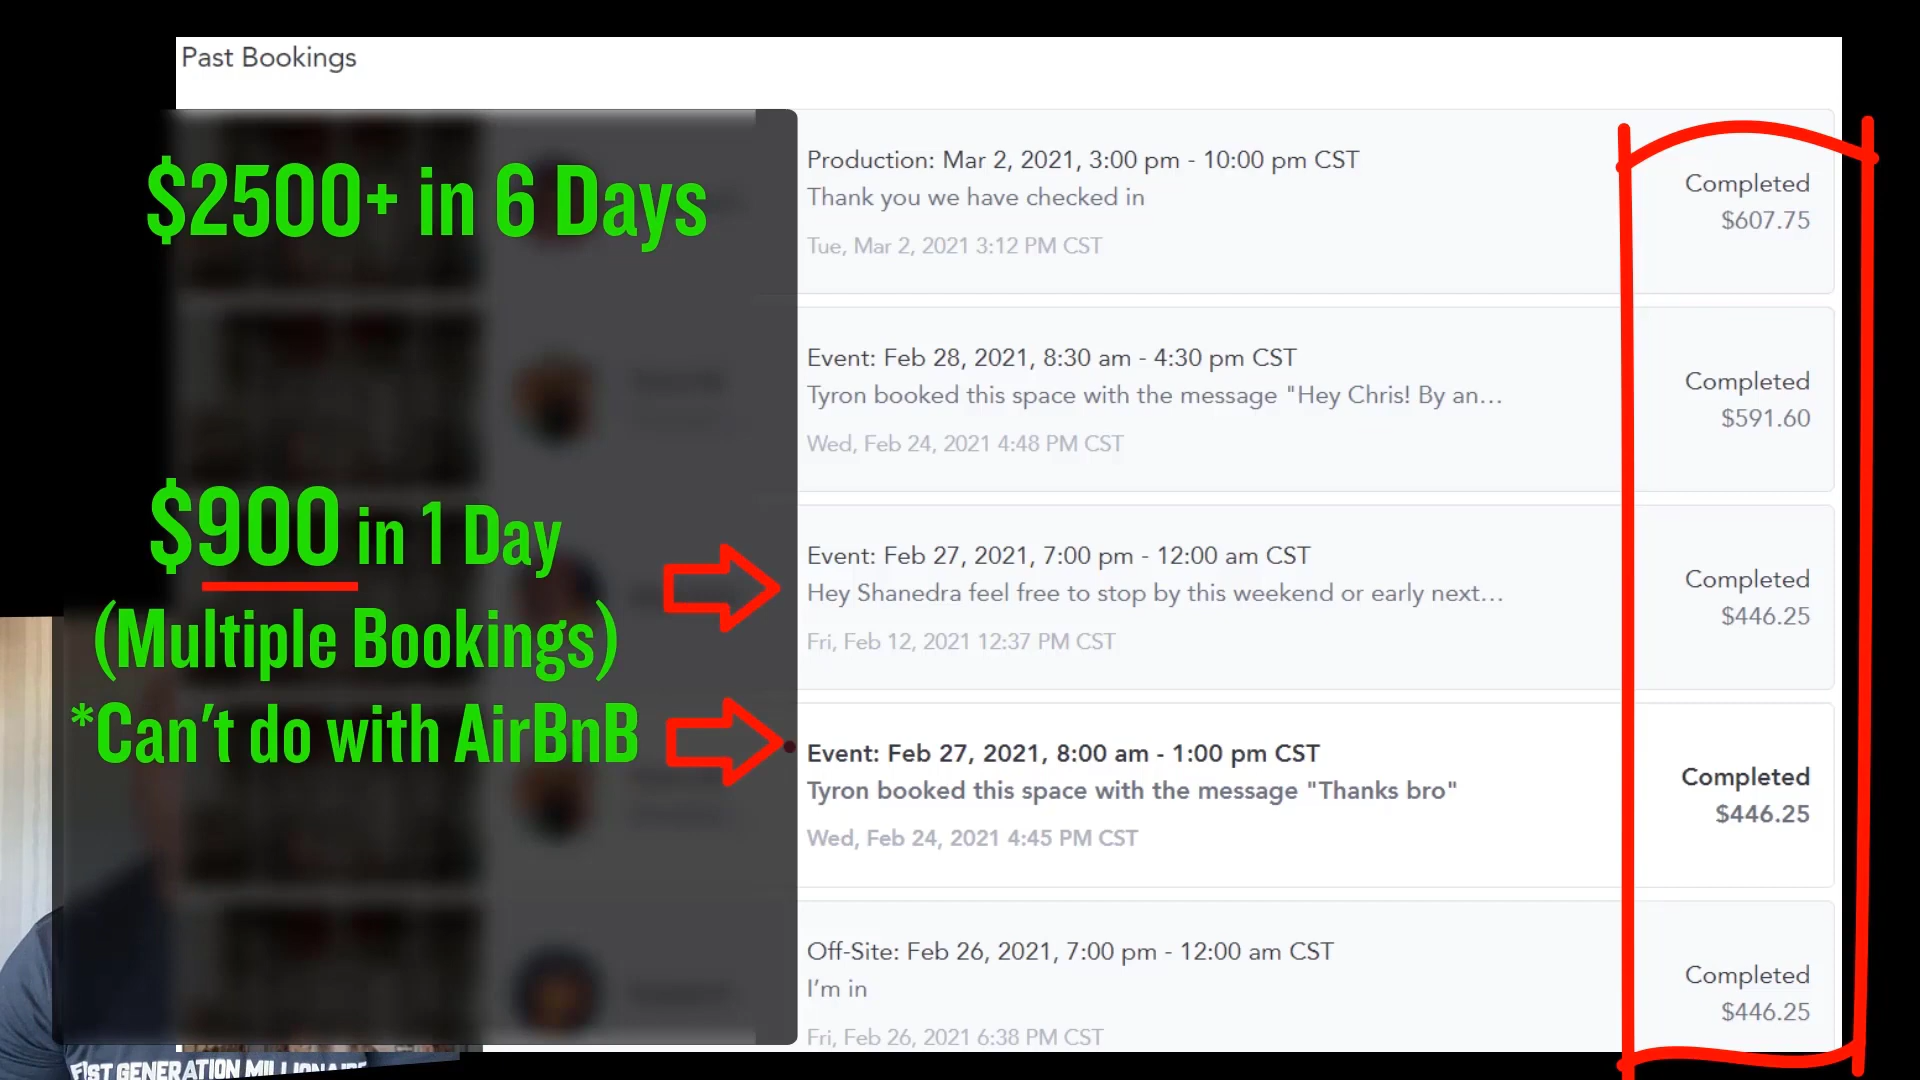 Past Bookings
$2500+ in 6 Days
Production: Mar 2, 2021, 3:00 pm - 10:00 pm CST
Thank you we have checked in
Tue, Mar 2, 2021 3:12 PM CST
Completed
$607.75
Event: Feb 28, 2021, 8:30 am - 4:30 pm CST
Tyron booked this space with the message "Hey Chris! By an...
Wed, Feb 24, 2021 4:48 PM CST
Completed
$591.60
$900 in 1 Day
(Multiple Bookings)
*Can't do with AirBnB
Event: Feb 27, 2021, 7:00 pm - 12:00 am CST
Hey Shanedra feel free to stop by this weekend or early next...
Fri, Feb 12, 2021 12:37 PM CST
Completed
$446.25
Event: Feb 27, 2021, 8:00 am - 1:00 pm CST
Tyron booked this space with the message "Thanks bro"
Wed, Feb 24, 2021 4:45 PM CST
Completed
$446.25
Off-Site: Feb 26, 2021, 7:00 pm - 12:00 am CST
I'm in
Fri, Feb 26, 2021 6:38 PM CST
Completed
$446.25
GENERATION MILLIONAIRE